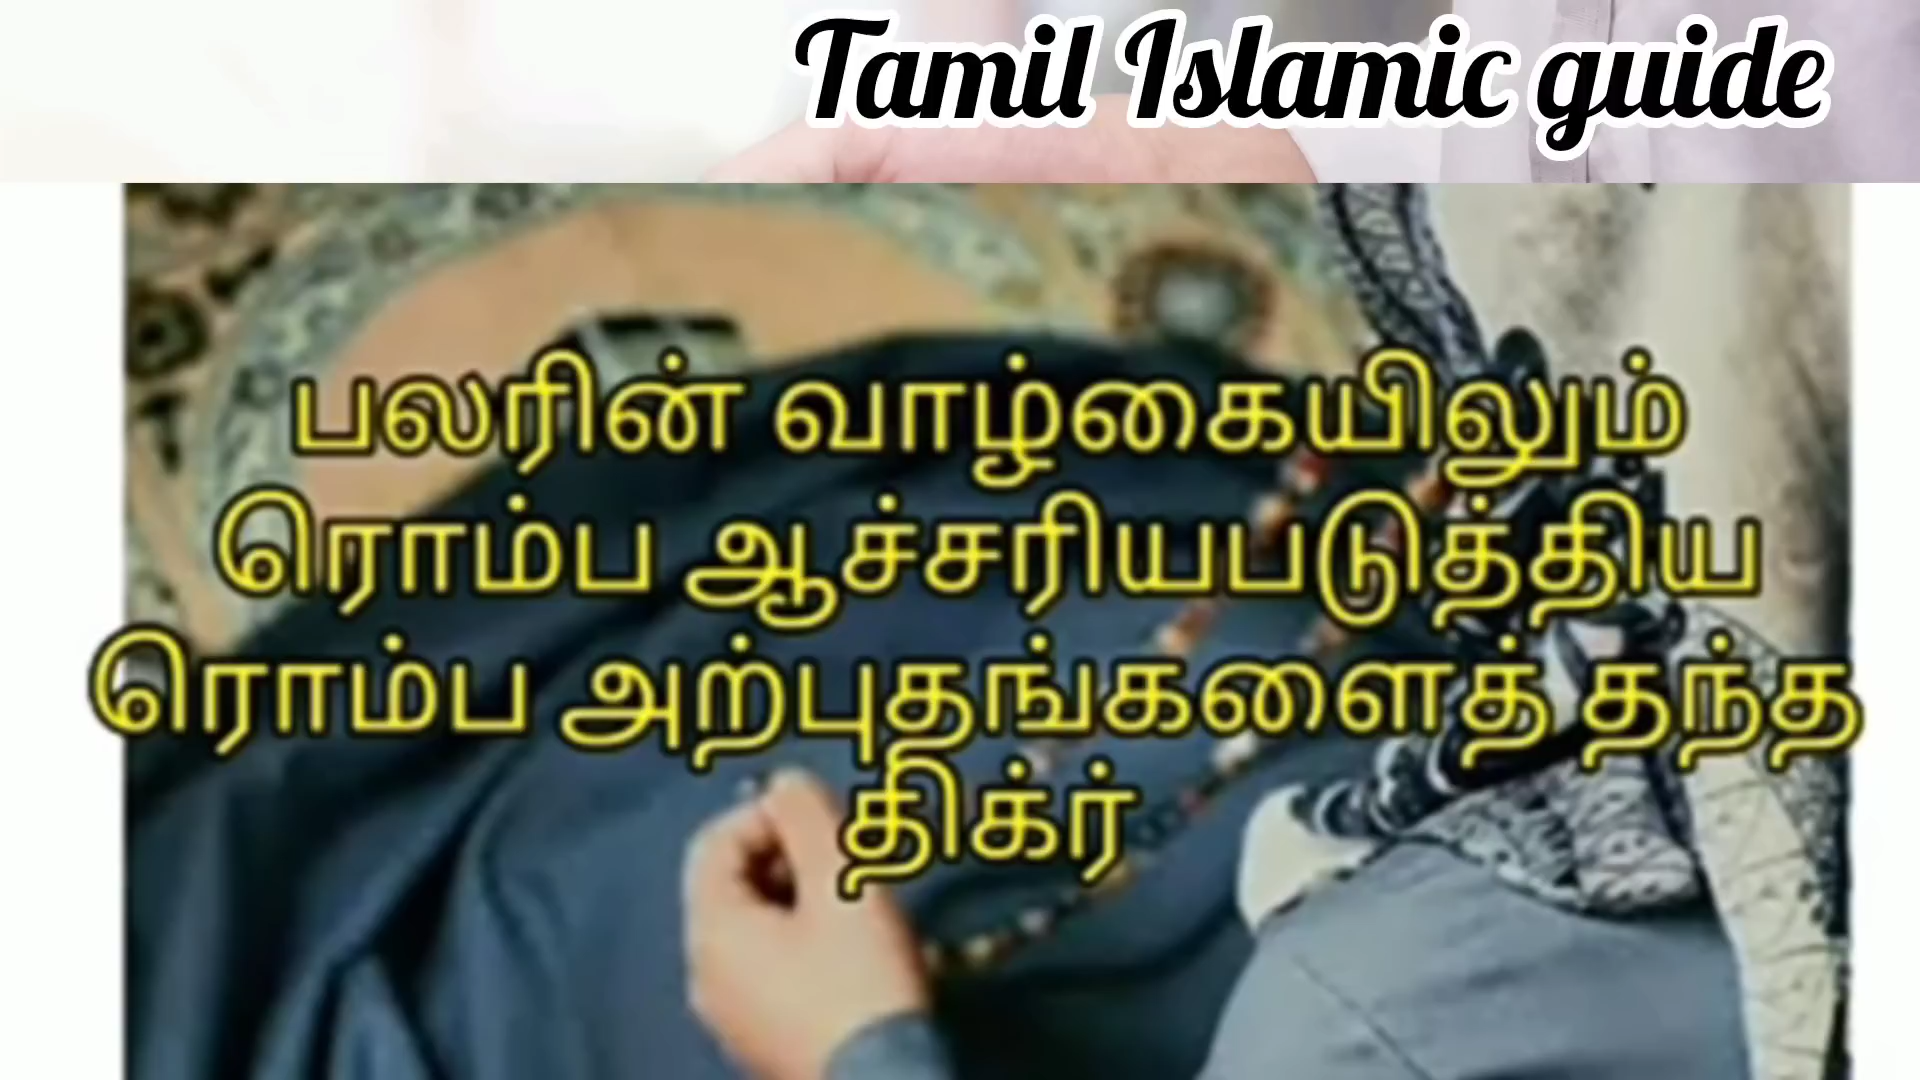 Tamil Islamic guide
பலரின் வாழ்கையிலும்
ரொம்ப ஆச்சரியபடுத்திய
ரொம்ப அற்புதங்களைத் தந்த
திக்ர்